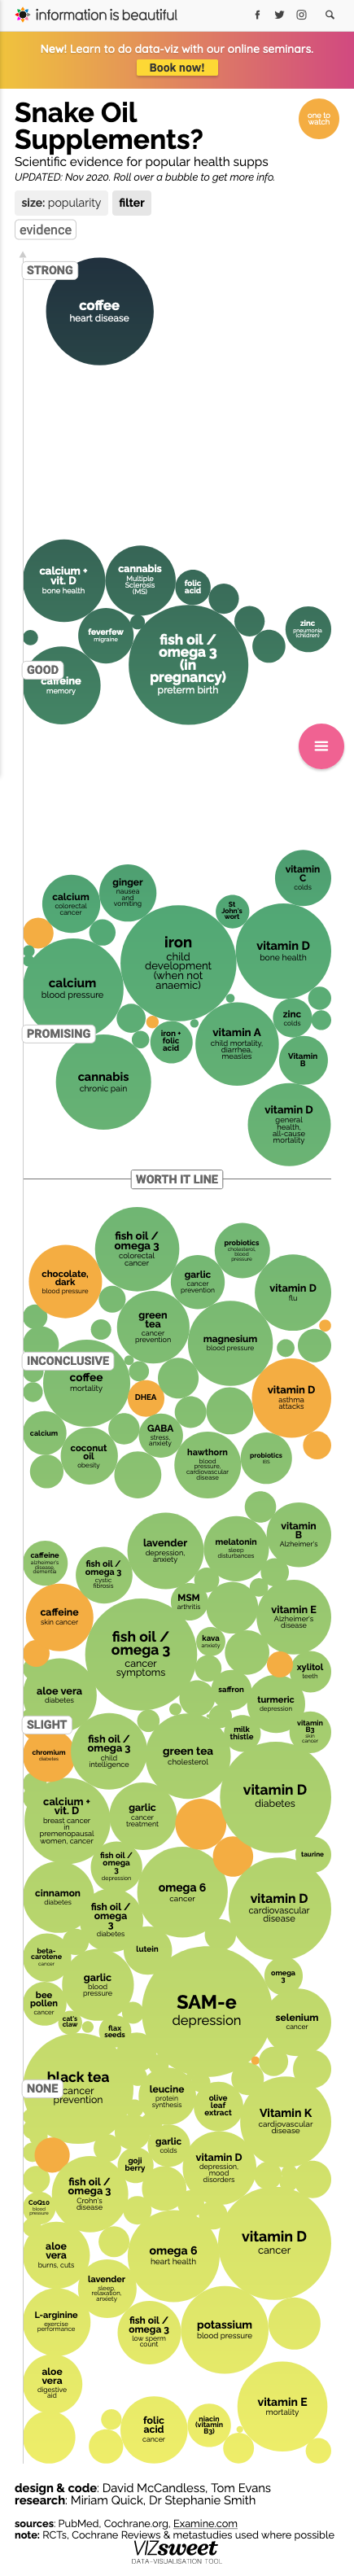 information is beautiful
New! Learn to do data-viz with our online seminars.
Book now!
Snake Oil
Supplements?
one to
watch
Scientific evidence for popular health supps
UPDATED: Nov 2020. Roll over a bubble to get more info.
size: popularity
filter
evidence
STRONG
coffee
heart disease
calcium +
vit. D
bone health
cannabis
Multiple
Sclerosis
(MS)
folic
acid
zinc
pneumonia
(children)
feverfew
migraine
fish oil /
omega 3
(in
pregnancy)
preterm birth
GOOD
caffeine
memory
vitamin
C
colds
ginger
nausea
and
vomiting
calcium
colorectal
cancer
St
John's
wort
iron
child
development
(when not
anaemic)
vitamin D
bone health
calcium
blood pressure
zinc
colds
PROMISING
iron +
folic
acid
vitamin A
child mortality,
diarrhea,
measles
Vitamin
B
cannabis
chronic pain
vitamin D
general
health,
all-cause
mortality
WORTH IT LINE
fish oil /
omega 3
colorectal
cancer
probiotics
cholesterol,
blood
pressure
chocolate,
dark
blood pressure
garlic
cancer
prevention
vitamin D
flu
green
tea
cancer
prevention
magnesium
blood pressure
INCONCLUSIVE
coffee
mortality
DHEA
vitamin D
asthma
attacks
calcium
GABA
stress,
anxiety
coconut
oil
obesity
hawthorn
blood
pressure,
cardiovascular
disease
probiotics
IBS
vitamin
B
Alzheimer's
lavender
depression,
anxiety
melatonin
sleep
disturbances
caffeine
alzheimer's
disease,
dementia
fish oil /
omega 3
cystic
fibrosis
MSM
arthritis
caffeine
skin cancer
vitamin E
Alzheimer's
disease
fish oil /
omega 3
cancer
symptoms
kava
anxiety
xylitol
teeth
aloe vera
diabetes
saffron
turmeric
depression
SLIGHT
vitamin
B3
skin
cancer
milk
thistle
fish oil /
omega 3
child
intelligence
green tea
cholesterol
chromium
diabetes
vitamin D
diabetes
calcium +
vit. D
breast cancer
in
premenopausal
women, cancer
garlic
cancer
treatment
fish oil /
omega
3
depression
taurine
cinnamon
diabetes
omega 6
cancer
vitamin D
cardiovascular
disease
fish oil /
omega
3
diabetes
lutein
beta-
carotene
cancer
garlic
blood
pressure
omega
3
bee
pollen
cancer
SAM-e
depression
selenium
cancer
cat's
claw
flax
seeds
NONE
black tea
cancer
prevention
leucine
protein
synthesis
olive
leaf
extract
Vitamin K
cardiovascular
disease
garlic
colds
goji
berry
vitamin D
depression,
mood
disorders
fish oil /
omega 3
Crohn's
disease
CoQ10
blood
pressure
vitamin D
cancer
aloe
vera
burns, cuts
omega 6
heart health
lavender
sleep,
relaxation,
anxiety
L-arginine
exercise
performance
fish oil /
omega 3
low sperm
count
potassium
blood pressure
aloe
vera
digestive
aid
vitamin E
mortality
folic
acid
cancer
niacin
(vitamin
B3)
design & code: David McCandless, Tom Evans
research: Miriam Quick, Dr Stephanie Smith
sources: PubMed, Cochrane.org, Examine.com
note: RCTs, Cochrane Reviews & metastudies used where possible
VIZsweet
DATA-VISUALISATION TOOL